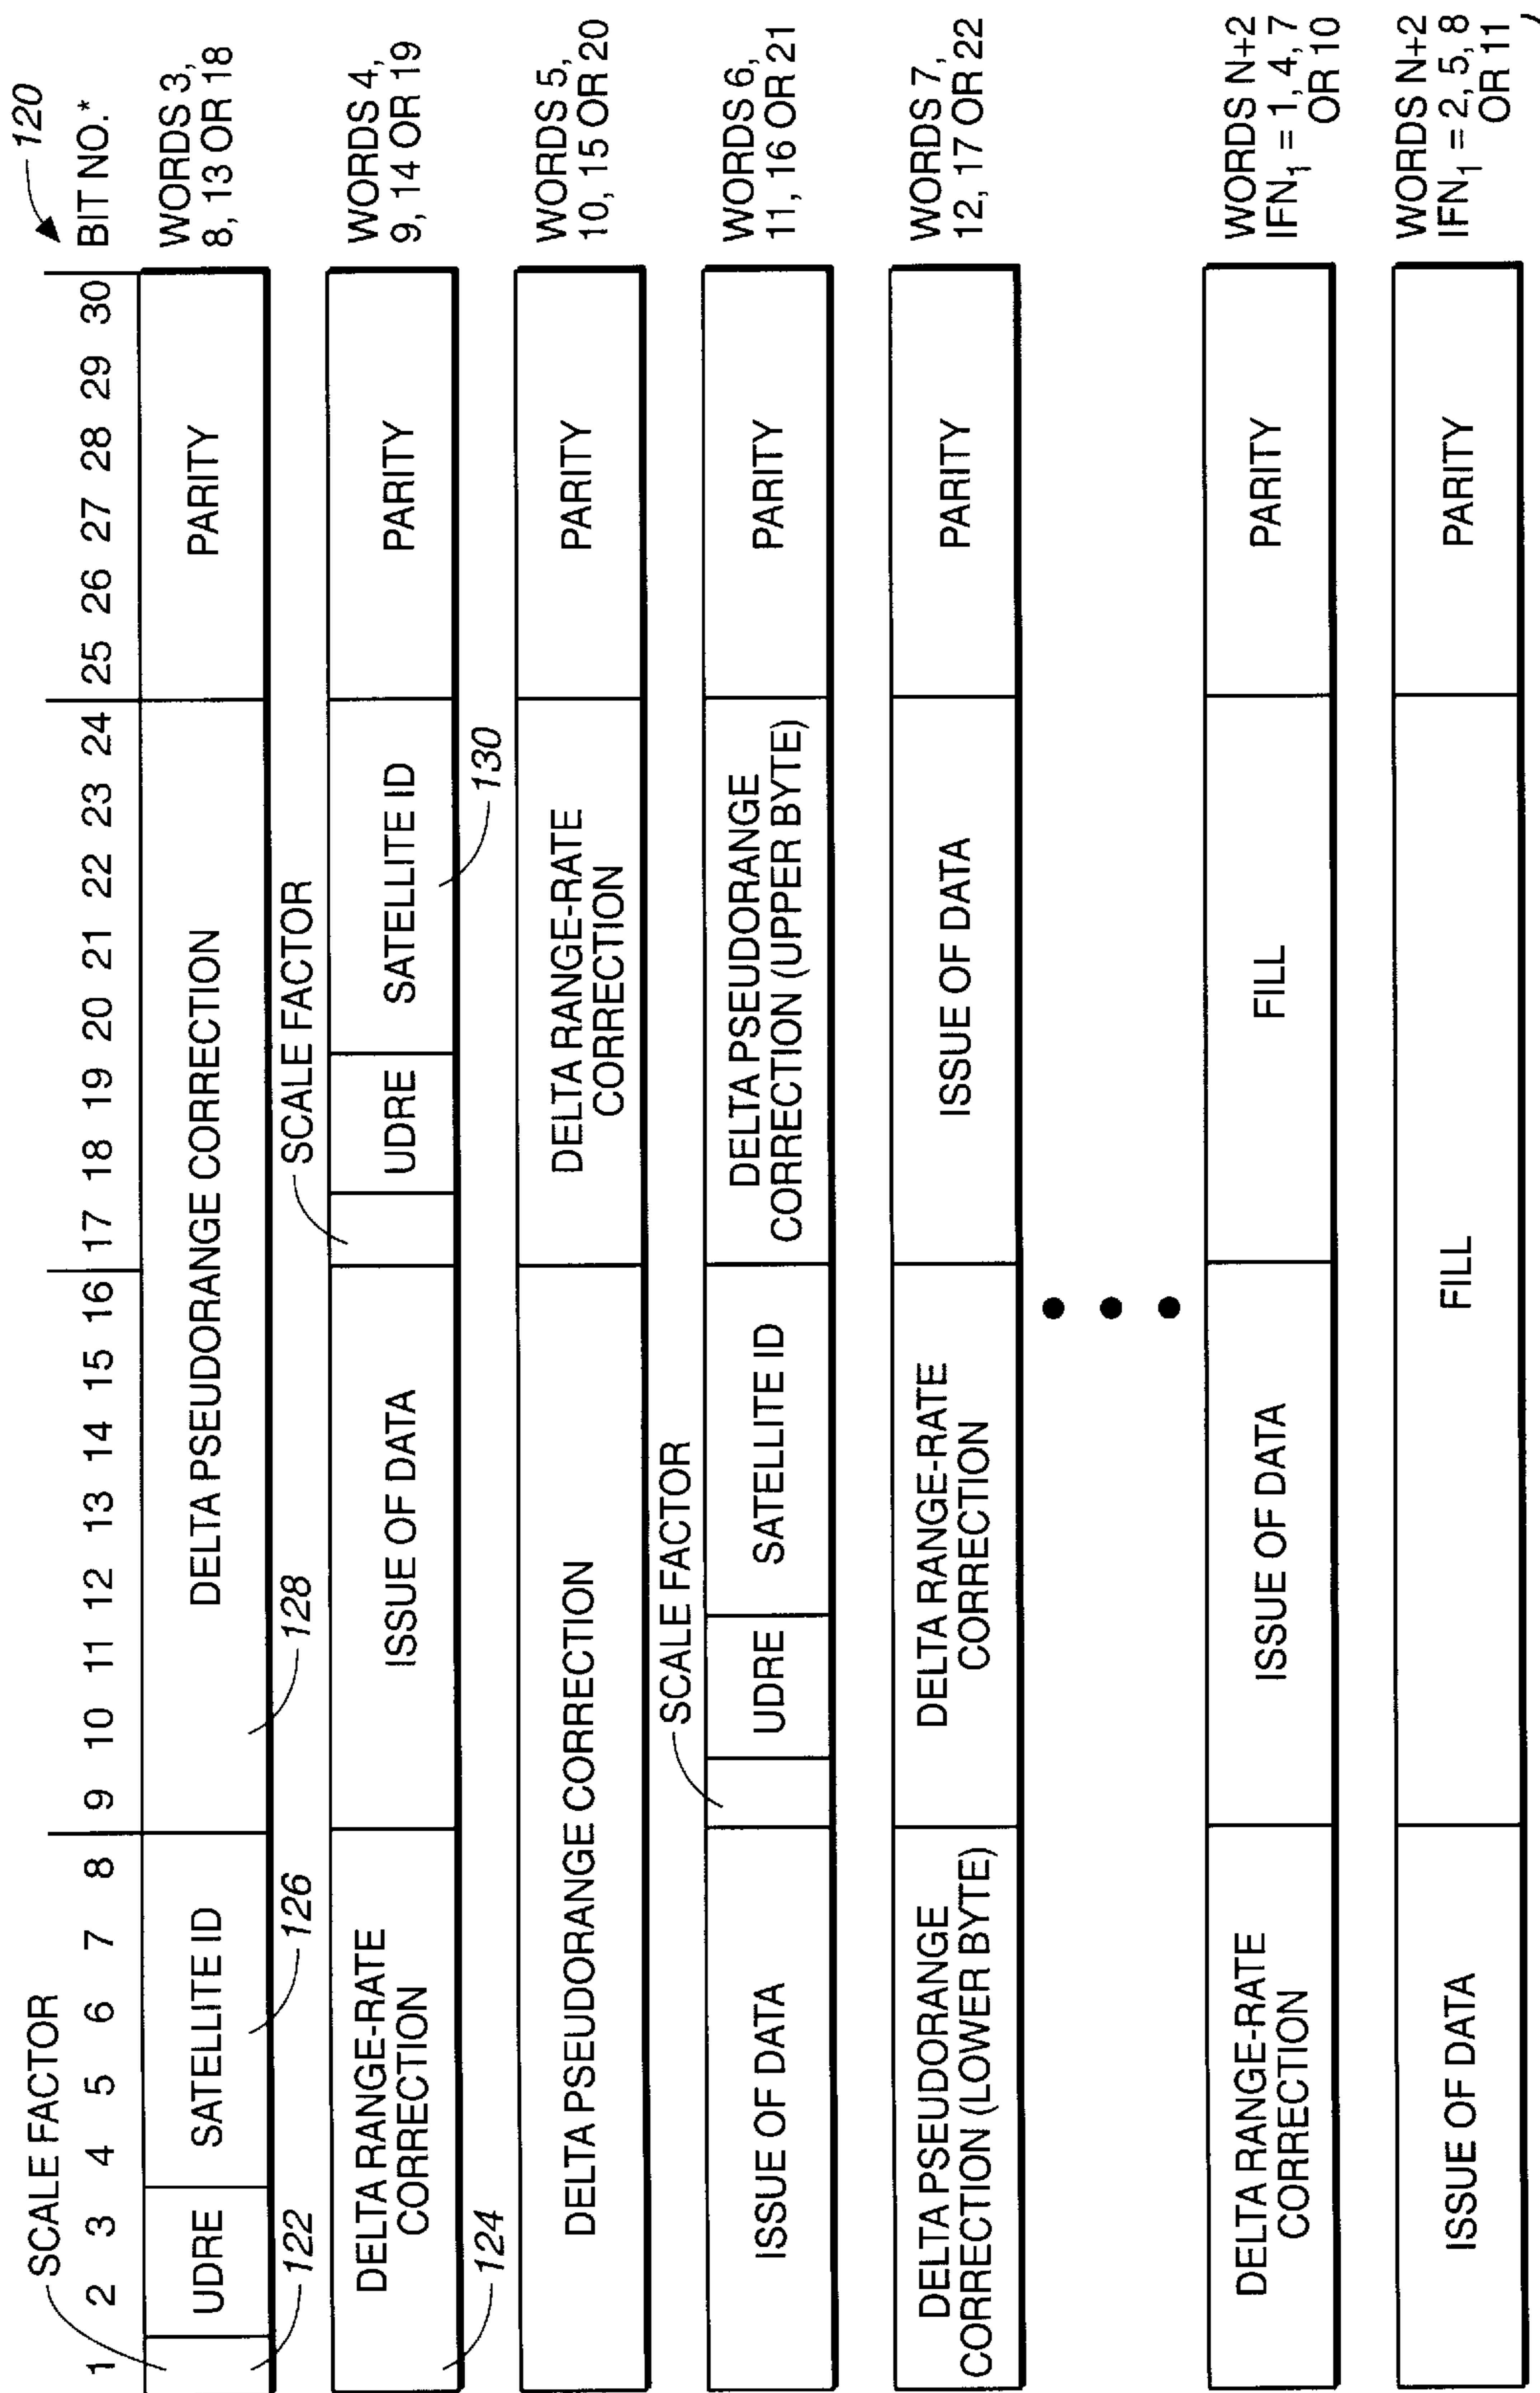 120
SCALE FACTOR
1 2 3 4 5 6 7 8 9 10 11 12 13 14 15 16 17 18 19 20 21 22 23 24 25 26 27 28 29 30 BIT NO.*
UDRE
SATELLITE ID
DELTA PSEUDORANGE CORRECTION
PARITY
WORDS 3,
8, 13 OR 18
122
126
128
SCALE FACTOR
DELTA RANGE-RATE
CORRECTION
ISSUE OF DATA
UDRE
SATELLITE ID
PARITY
WORDS 4,
9, 14 OR 19
124
130
DELTA PSEUDORANGE CORRECTION
DELTA RANGE-RATE
CORRECTION
PARITY
WORDS 5,
10, 15 OR 20
SCALE FACTOR
ISSUE OF DATA
UDRE
SATELLITE ID
DELTA PSEUDORANGE
CORRECTION (UPPER BYTE)
PARITY
WORDS 6,
11, 16 OR 21
DELTA PSEUDORANGE
CORRECTION (LOWER BYTE)
DELTA RANGE-RATE
CORRECTION
ISSUE OF DATA
PARITY
WORDS 7,
12, 17 OR 22
DELTA RANGE-RATE
CORRECTION
ISSUE OF DATA
FILL
PARITY
WORDS N+2
IFN1 = 1, 4, 7
OR 10
ISSUE OF DATA
FILL
PARITY
WORDS N+2
IFN1 = 2, 5, 8
OR 11